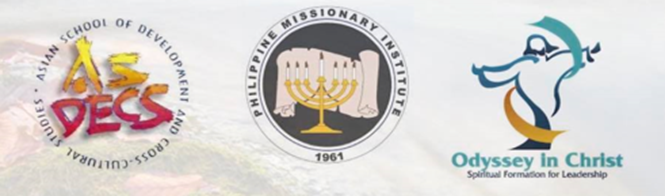 ASIAN SCHOOL OF DEVELOPMENT AND CROSS-CULTURAL STUDIES •
AS
DECS
PHILIPPINE MISSIONARY INSTITUTE
1961
Odyssey in Christ
Spiritual Formation for Leadership